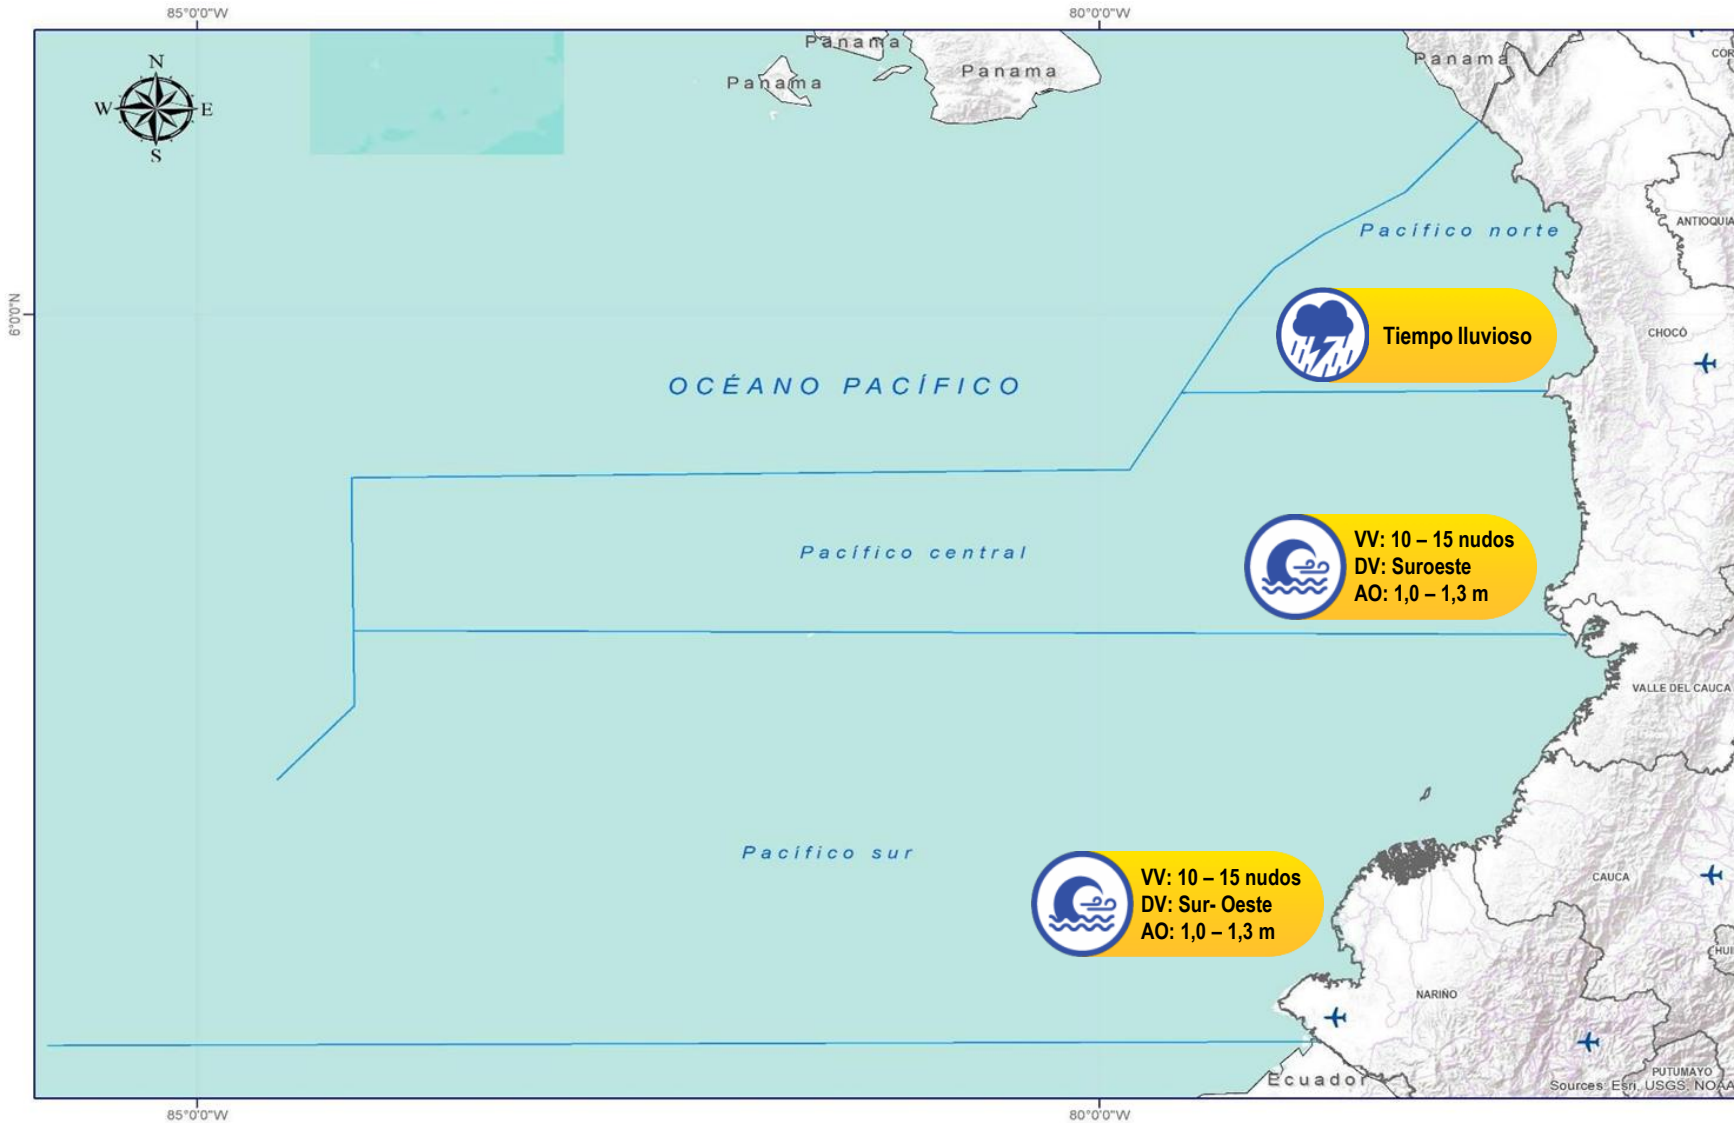 85°0'0"W
80°0'0"W
N
W
E
S
Panama
Panama
Panama
Panama
CÓR
ANTIOQUIA
Pacífico norte
6°0'0"N
Tiempo lluvioso
CHOCÓ
OCÉANO PACÍFICO
VV: 10 – 15 nudos
DV: Suroeste
AO: 1,0 – 1,3 m
Pacífico central
VALLE DEL CAUCA
Pacífico sur
VV: 10 – 15 nudos
DV: Sur- Oeste
AO: 1,0 – 1,3 m
CAUCA
HUI
NARIÑO
Ecuador
PUTUMAYO
Sources: Esri, USGS, NOAA
85°0'0"W
80°0'0"W